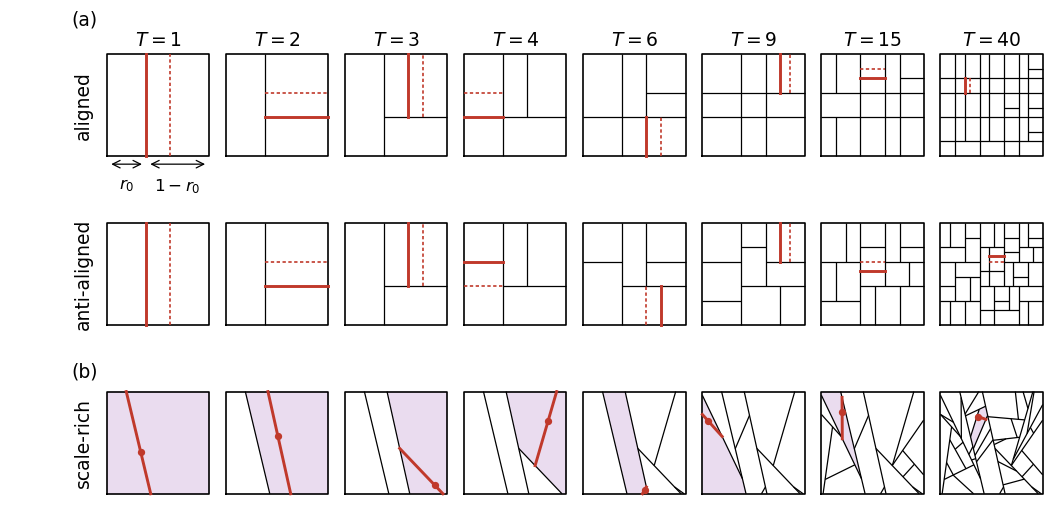 (a)
T = 1 T = 2 T = 3 T = 4 T = 6 T = 9 T = 15 T = 40
aligned
r₀ 1 − r₀
anti-aligned
(b)
scale-rich